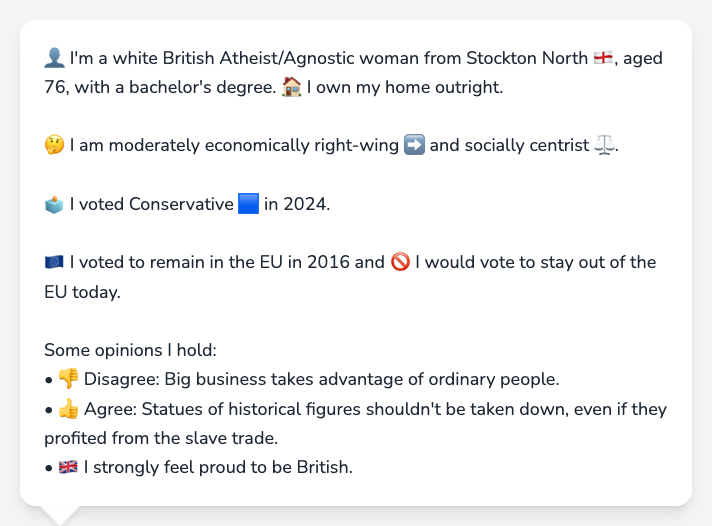 👤 I'm a white British Atheist/Agnostic woman from Stockton North 🏴󠁧󠁢󠁥󠁮󠁧󠁿, aged
76, with a bachelor's degree. 🏠 I own my home outright.
🤔 I am moderately economically right-wing ➡️ and socially centrist ⚖️.
🗳️ I voted Conservative 🟦 in 2024.
🇪🇺 I voted to remain in the EU in 2016 and 🚫 I would vote to stay out of the
EU today.
Some opinions I hold:
• 👎 Disagree: Big business takes advantage of ordinary people.
• 👍 Agree: Statues of historical figures shouldn't be taken down, even if they
profited from the slave trade.
• 🇬🇧 I strongly feel proud to be British.